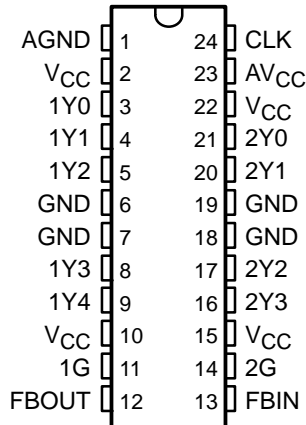 AGND 1 24 CLK
VCC 2 23 AVCC
1Y0 3 22 VCC
1Y1 4 21 2Y0
1Y2 5 20 2Y1
GND 6 19 GND
GND 7 18 GND
1Y3 8 17 2Y2
1Y4 9 16 2Y3
VCC 10 15 VCC
1G 11 14 2G
FBOUT 12 13 FBIN